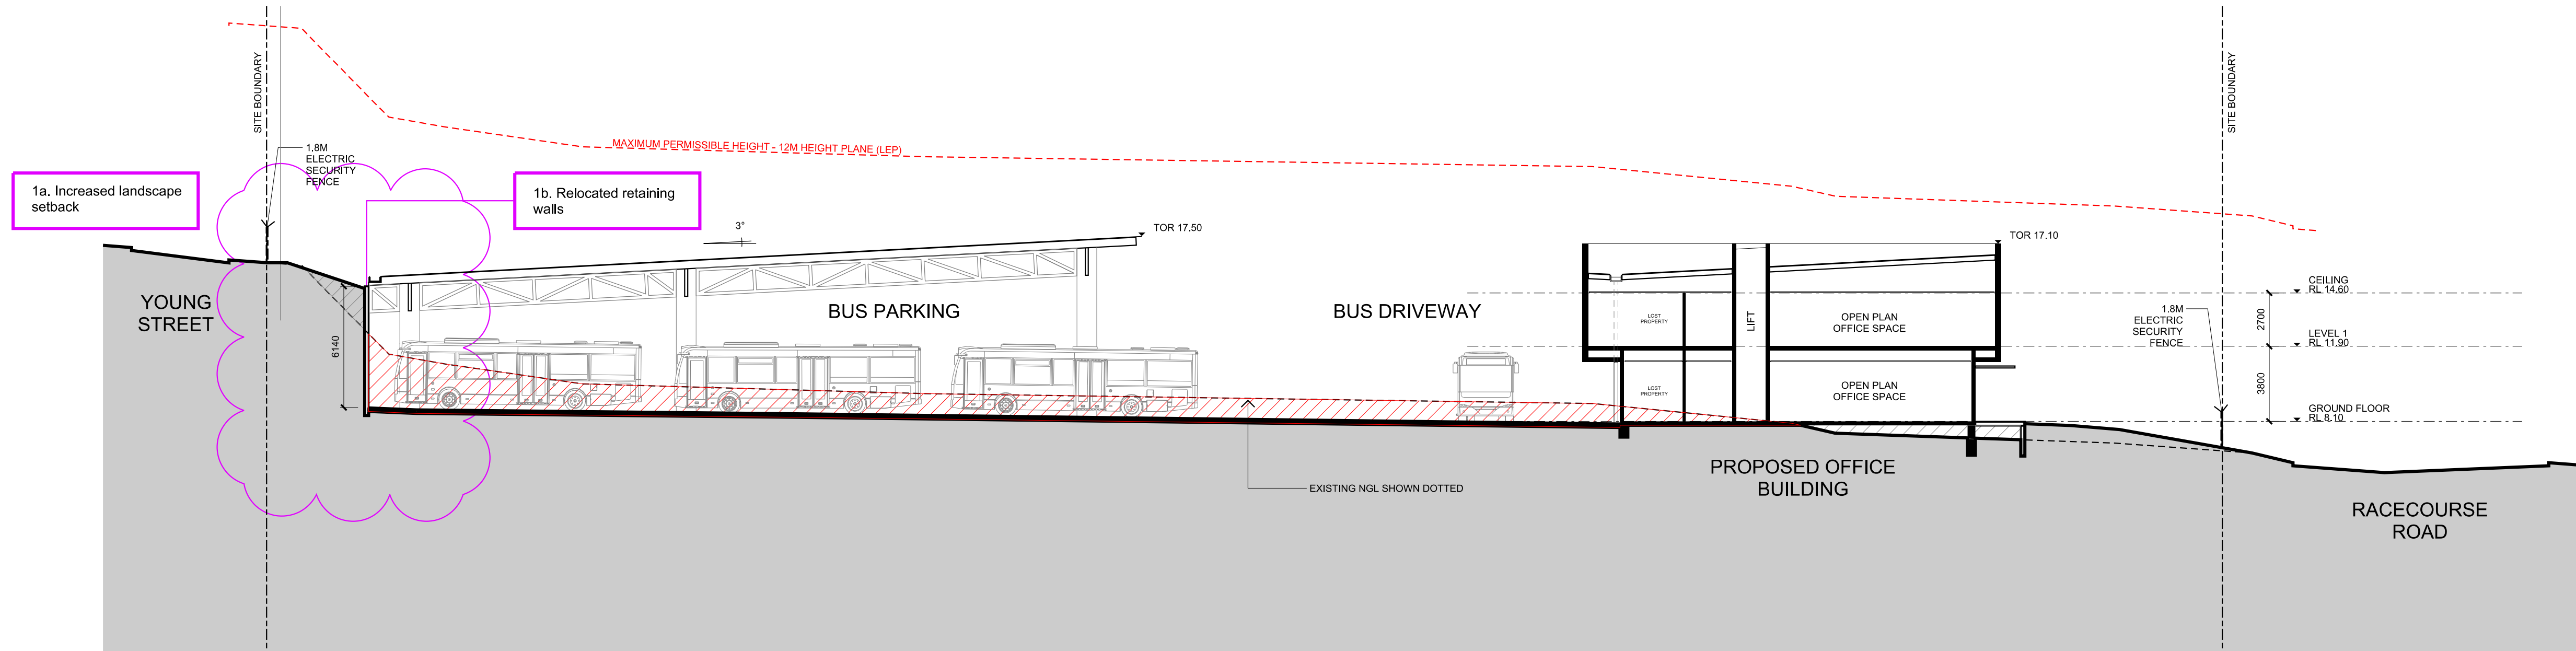 SITE BOUNDARY
1.8M
ELECTRIC
SECURITY
FENCE
1a. Increased landscape
setback
1b. Relocated retaining
walls
MAXIMUM PERMISSIBLE HEIGHT - 12M HEIGHT PLANE (LEP)
SITE BOUNDARY
3°
TOR 17.50
TOR 17.10
YOUNG
STREET
6140
BUS PARKING
BUS DRIVEWAY
LOST
PROPERTY
LIFT
OPEN PLAN
OFFICE SPACE
LOST
PROPERTY
OPEN PLAN
OFFICE SPACE
1.8M
ELECTRIC
SECURITY
FENCE
CEILING
RL 14.60
2700
LEVEL 1
RL 11.90
3800
GROUND FLOOR
RL 8.10
EXISTING NGL SHOWN DOTTED
PROPOSED OFFICE
BUILDING
RACECOURSE
ROAD